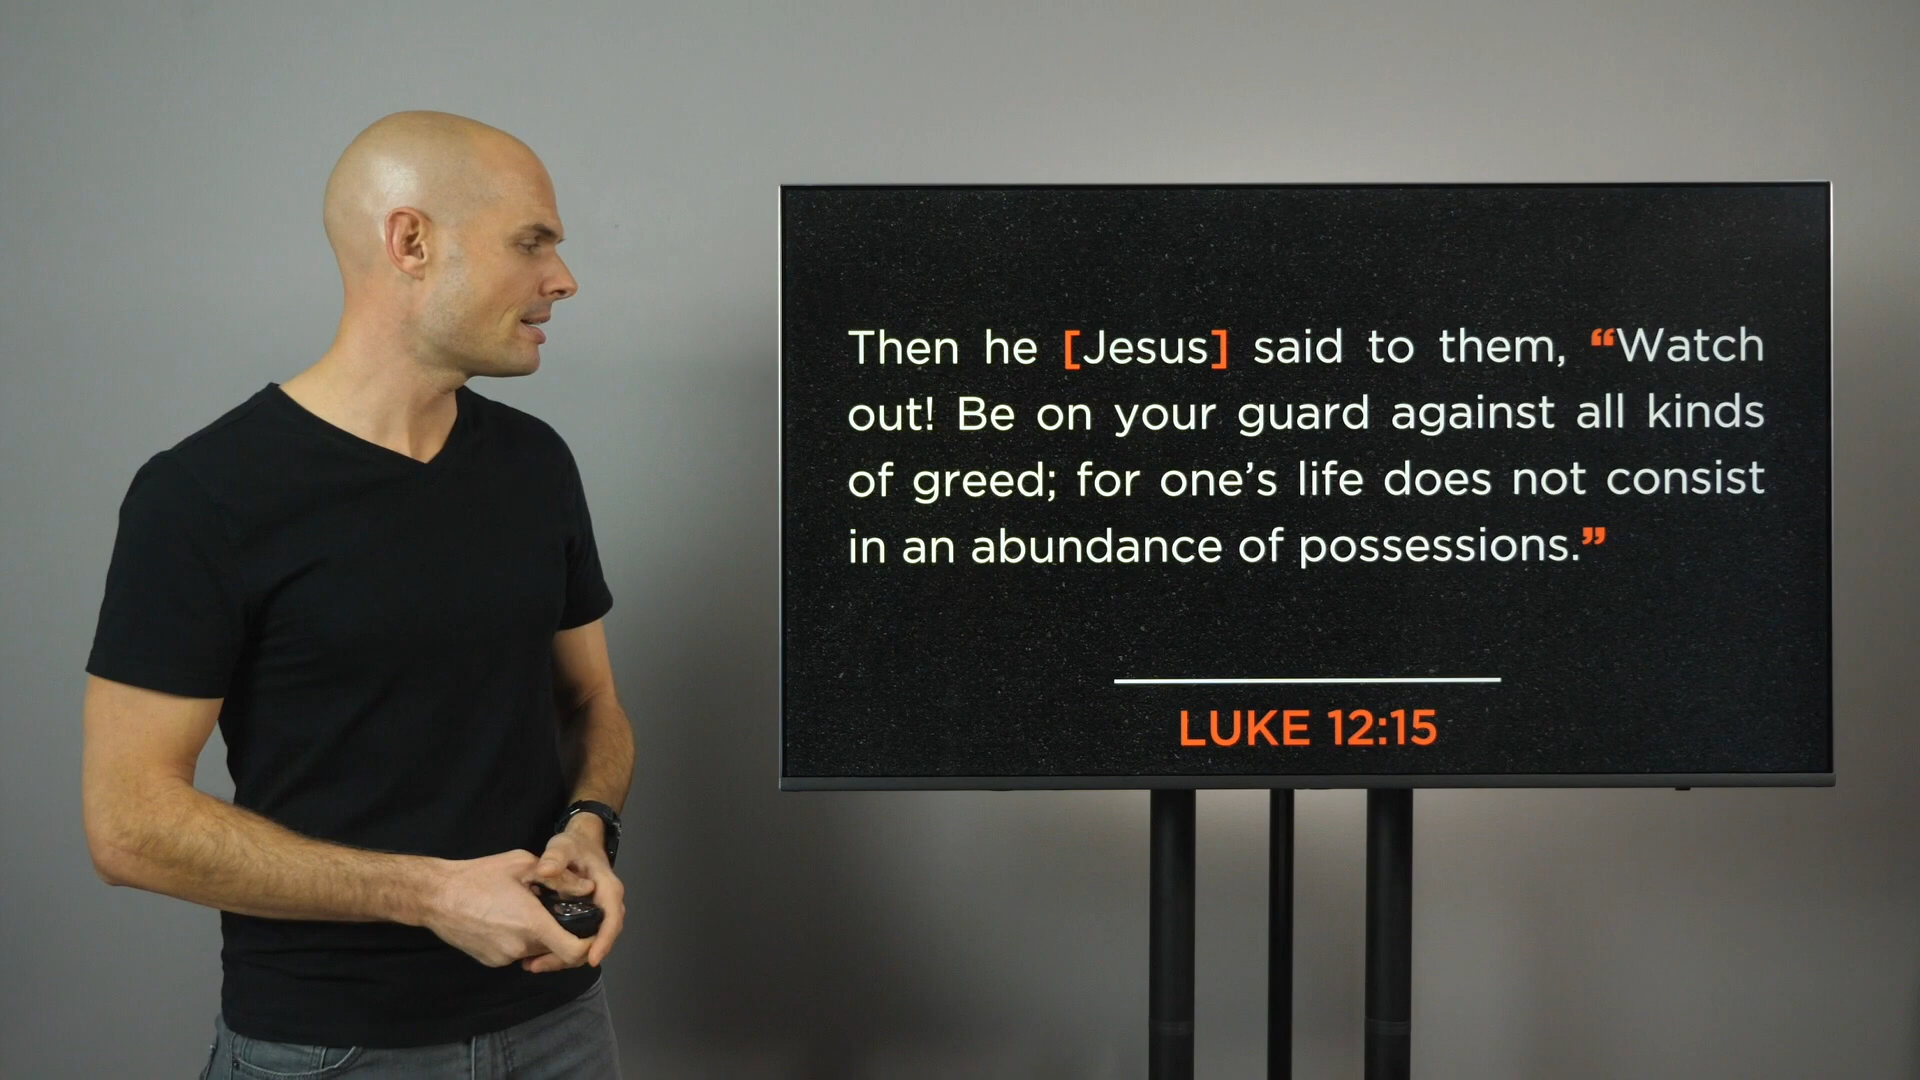 Then he [Jesus] said to them, “Watch
out! Be on your guard against all kinds
of greed; for one’s life does not consist
in an abundance of possessions.”
LUKE 12:15